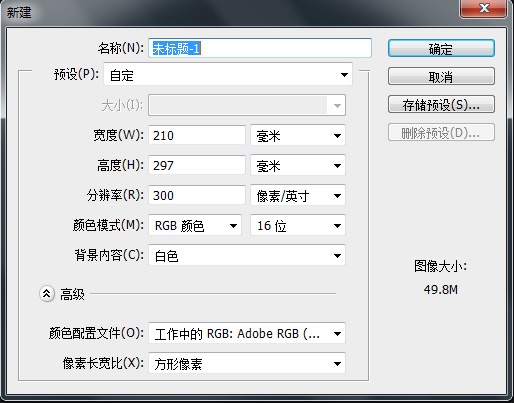 新建
名称(N): 未标题-1
确定
预设(P): 自定
取消
大小(I):
存储预设(S)...
宽度(W): 210 毫米
删除预设(D)...
高度(H): 297 毫米
分辨率(R): 300 像素/英寸
颜色模式(M): RGB 颜色 16 位
背景内容(C): 白色
图像大小:
49.8M
高级
颜色配置文件(O): 工作中的 RGB: Adobe RGB (...
像素长宽比(X): 方形像素